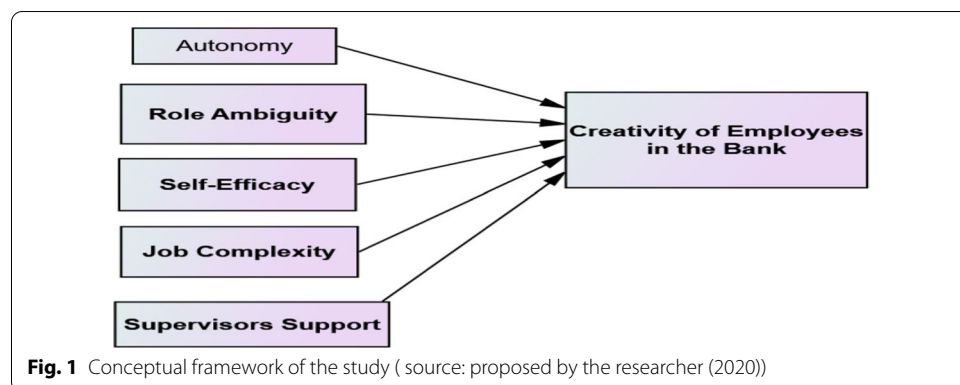 Autonomy
Role Ambiguity
Self-Efficacy
Job Complexity
Supervisors Support
Creativity of Employees
in the Bank
Fig. 1 Conceptual framework of the study ( source: proposed by the researcher (2020))